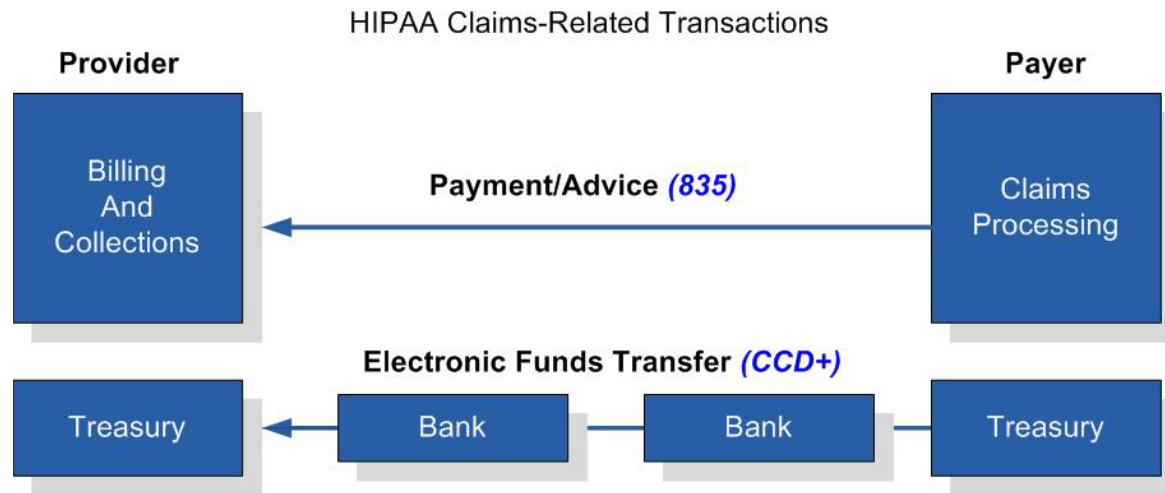 HIPAA Claims-Related Transactions
Provider
Payer
Billing
And
Collections
Payment/Advice (835)
Claims
Processing
Electronic Funds Transfer (CCD+)
Treasury
Bank
Bank
Treasury